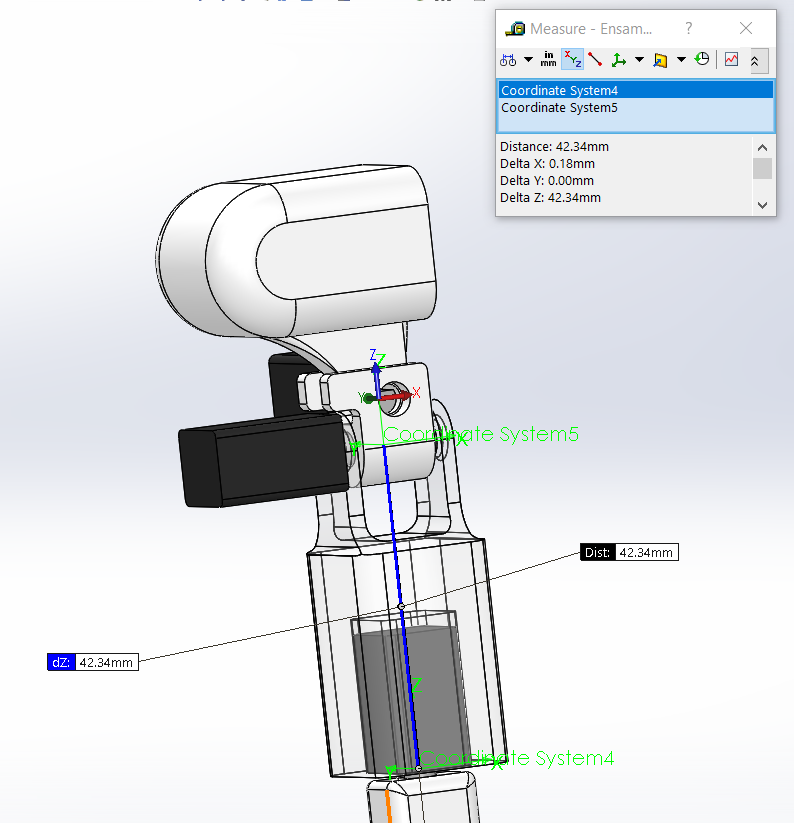 Measure - Ensam...
?
in
mm
X Y Z
Coordinate System4
Coordinate System5
Distance: 42.34mm
Delta X: 0.18mm
Delta Y: 0.00mm
Delta Z: 42.34mm
Z Z
Y X
Coordinate System5
X
Dist: 42.34mm
dZ: 42.34mm
Z
Coordinate System4
X